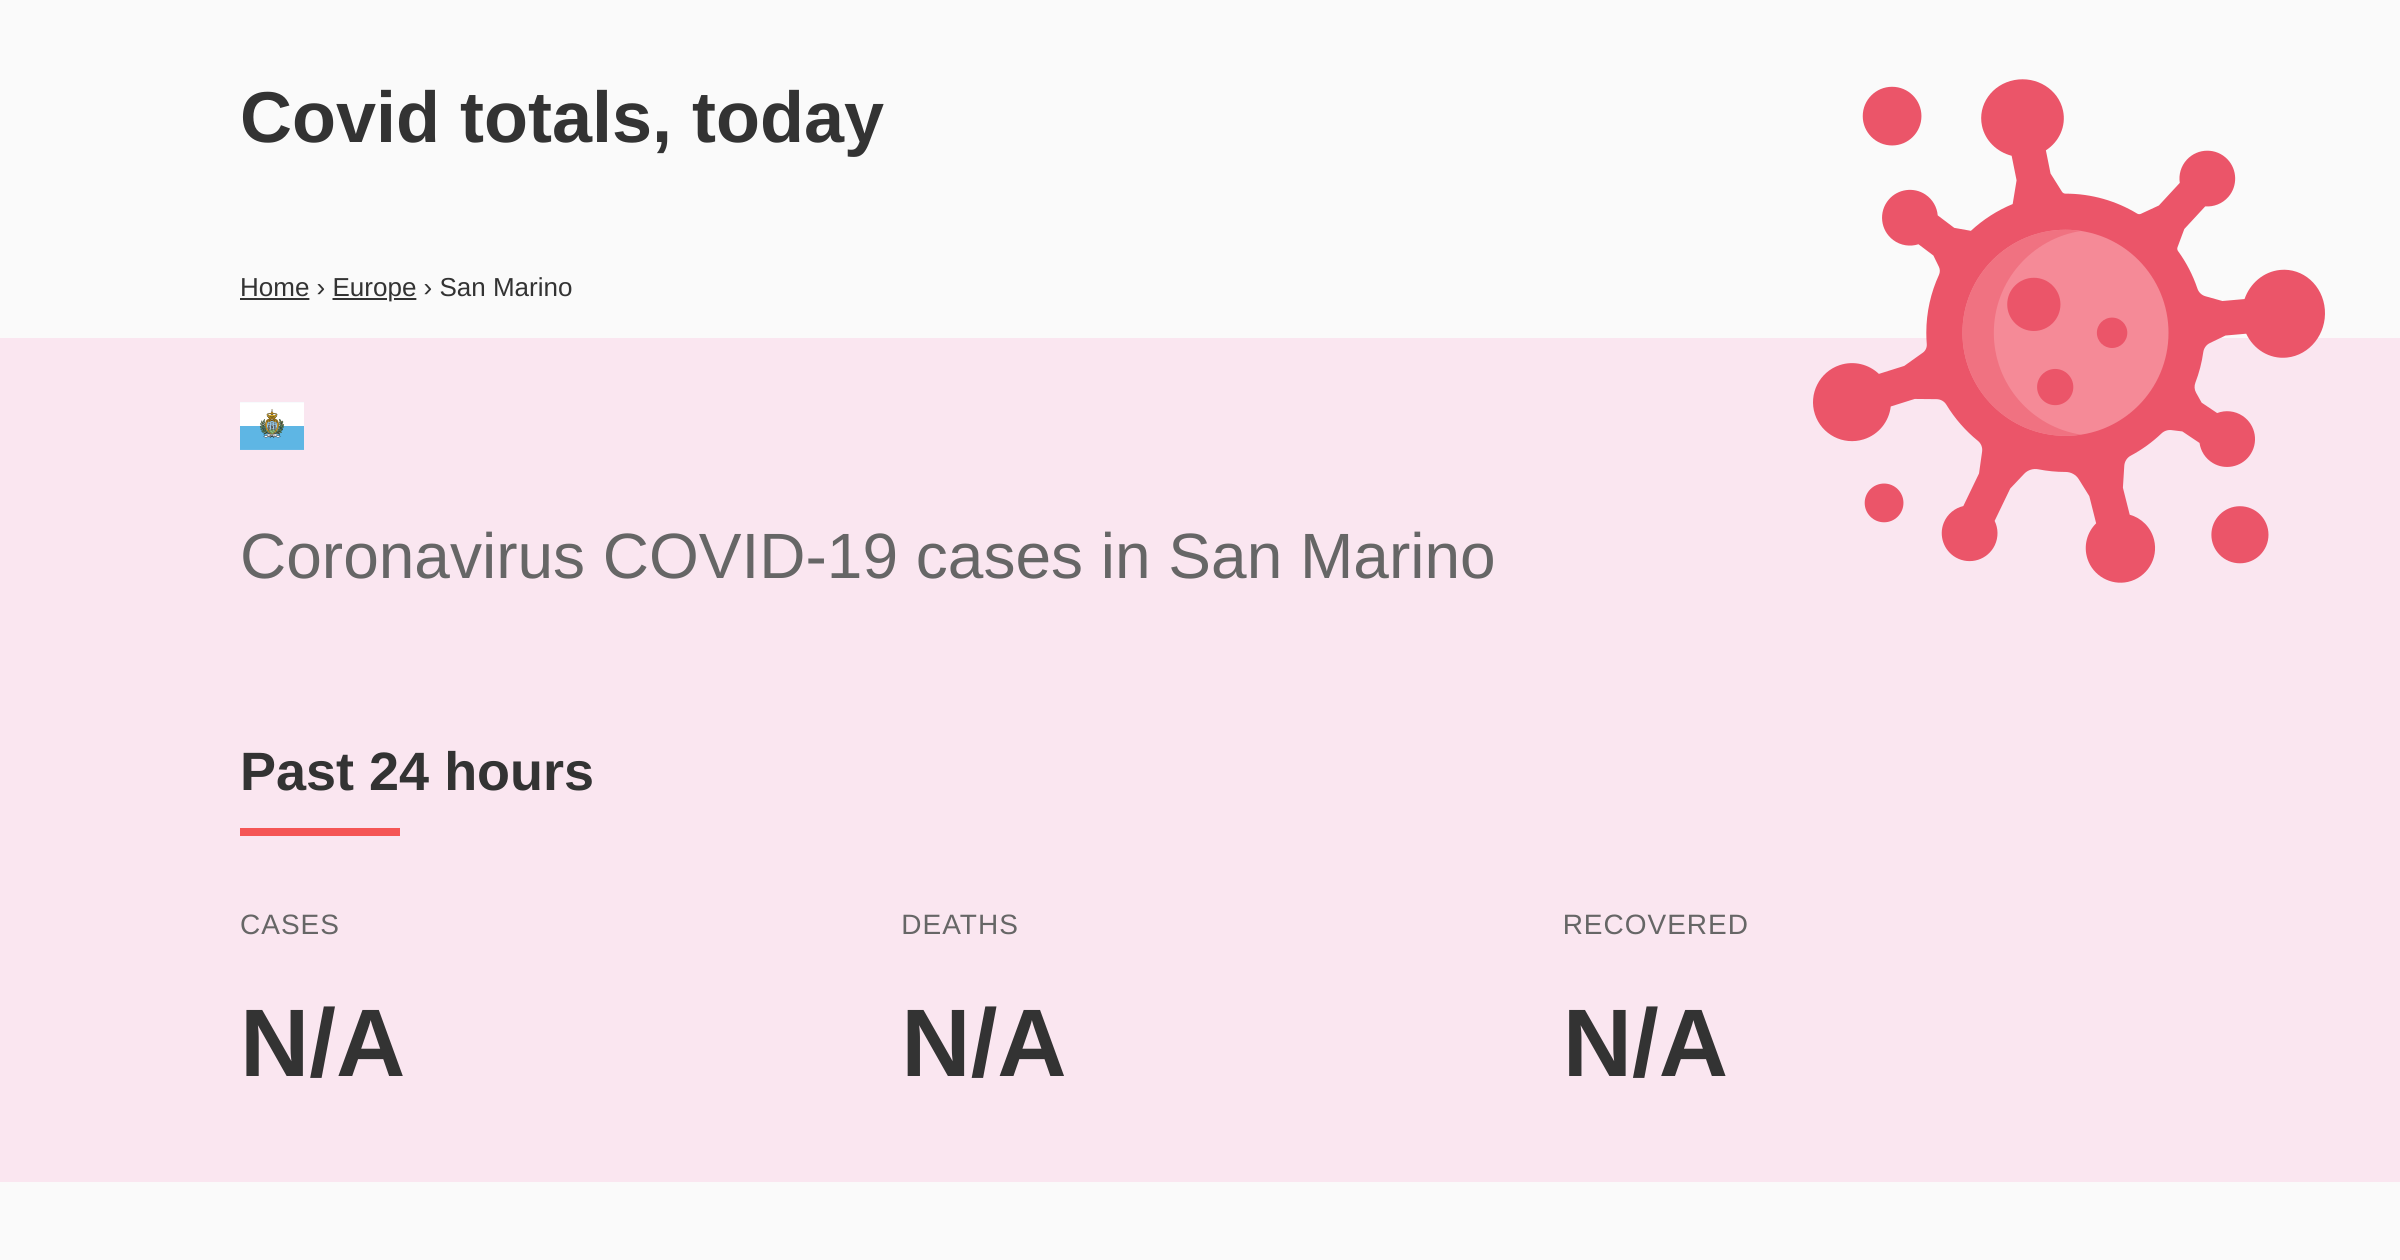 Covid totals, today
Home › Europe › San Marino
Coronavirus COVID-19 cases in San Marino
Past 24 hours
CASES
DEATHS
RECOVERED
N/A
N/A
N/A